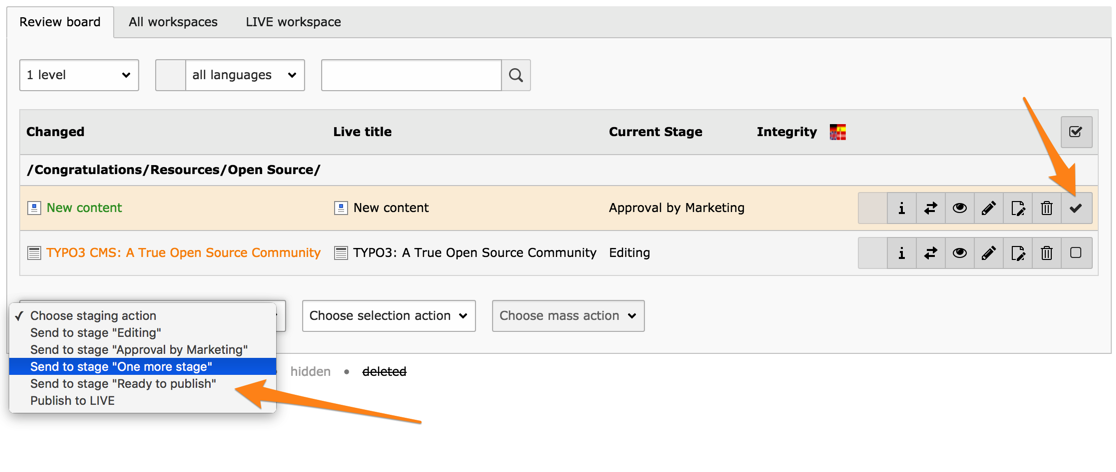 Review board All workspaces LIVE workspace
1 level all languages
Changed Live title Current Stage Integrity
/Congratulations/Resources/Open Source/
New content New content Approval by Marketing
TYPO3 CMS: A True Open Source Community TYPO3: A True Open Source Community Editing
Choose selection action Choose mass action
✓ Choose staging action
Send to stage "Editing"
Send to stage "Approval by Marketing"
Send to stage "One more stage"
Send to stage "Ready to publish"
Publish to LIVE
hidden • deleted